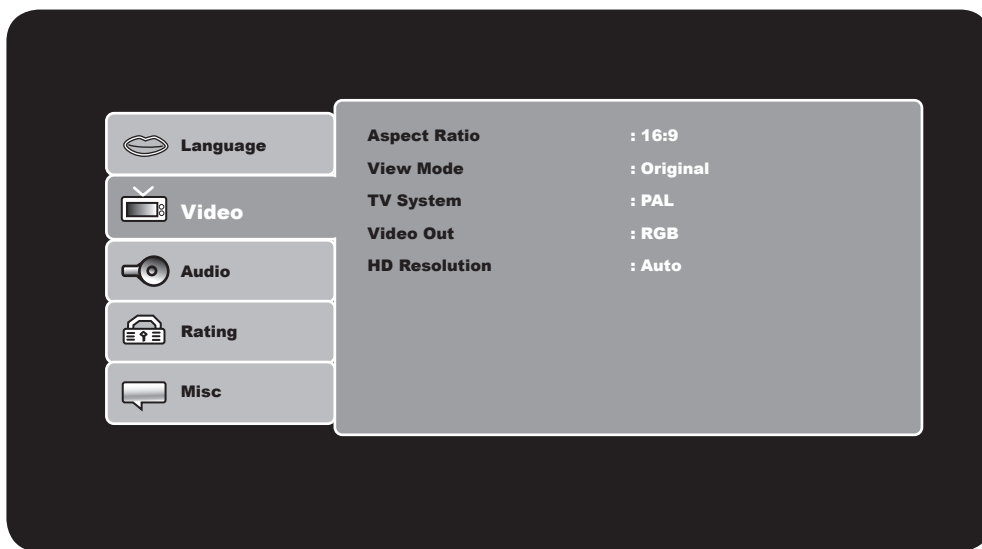 Language
Video
Audio
Rating
Misc
Aspect Ratio : 16:9
View Mode : Original
TV System : PAL
Video Out : RGB
HD Resolution : Auto